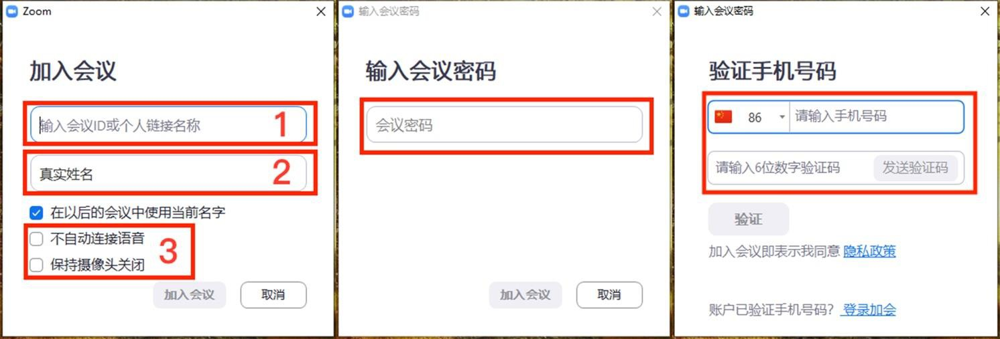 Zoom
加入会议
输入会议ID或个人链接名称
1
真实姓名
2
在以后的会议中使用当前名字
不自动连接语音
保持摄像头关闭
3
加入会议
取消
输入会议密码
输入会议密码
会议密码
加入会议
取消
输入会议密码
验证手机号码
86 请输入手机号码
请输入6位数字验证码 发送验证码
验证
加入会议即表示我同意 隐私政策
账户已验证手机号码? 登录加会